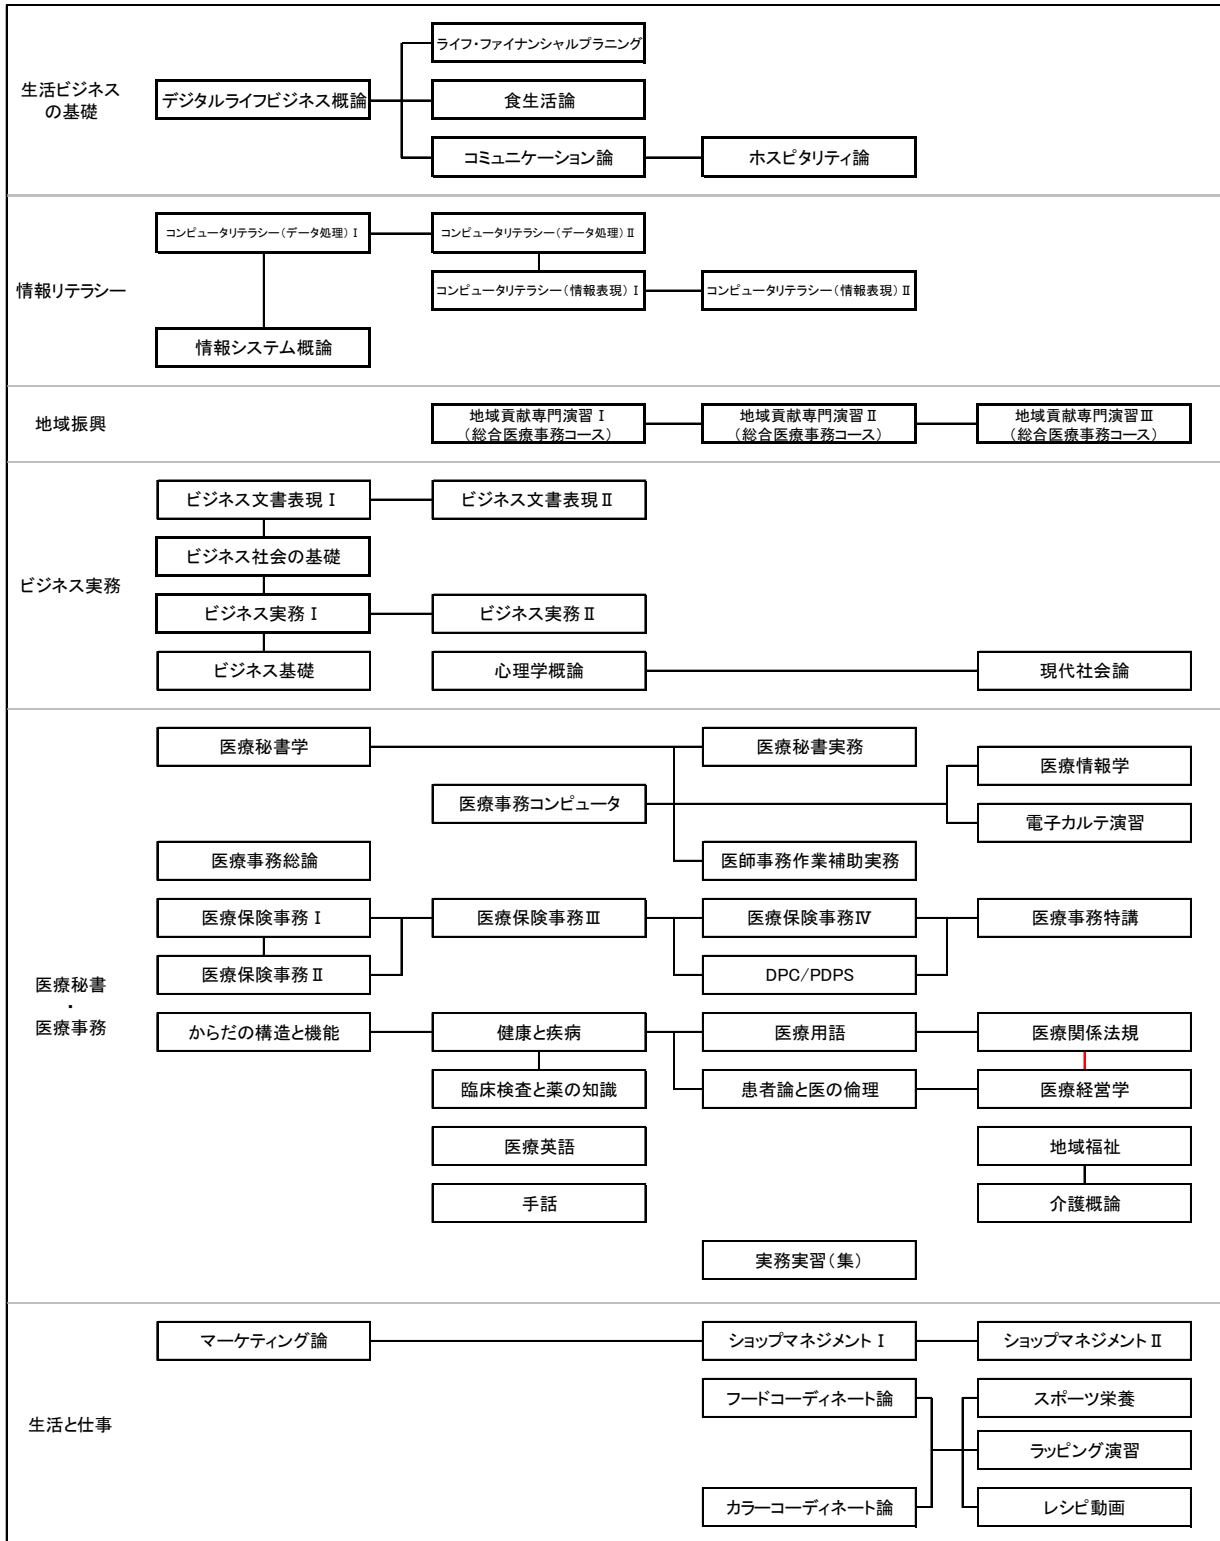 生活ビジネス
の基礎
デジタルライフビジネス概論
ライフ・ファイナンシャルプラニング
食生活論
コミュニケーション論
ホスピタリティ論
情報リテラシー
コンピュータリテラシー(データ処理)Ⅰ
コンピュータリテラシー(データ処理)Ⅱ
コンピュータリテラシー(情報表現)Ⅰ
コンピュータリテラシー(情報表現)Ⅱ
情報システム概論
地域振興
地域貢献専門演習Ⅰ
(総合医療事務コース)
地域貢献専門演習Ⅱ
(総合医療事務コース)
地域貢献専門演習Ⅲ
(総合医療事務コース)
ビジネス実務
ビジネス文書表現Ⅰ
ビジネス文書表現Ⅱ
ビジネス社会の基礎
ビジネス実務Ⅰ
ビジネス実務Ⅱ
ビジネス基礎
心理学概論
現代社会論
医療秘書
・
医療事務
医療秘書学
医療秘書実務
医療情報学
医療事務コンピュータ
電子カルテ演習
医療事務総論
医師事務作業補助実務
医療保険事務Ⅰ
医療保険事務Ⅲ
医療保険事務Ⅳ
医療事務特講
医療保険事務Ⅱ
DPC/PDPS
からだの構造と機能
健康と疾病
医療用語
医療関係法規
臨床検査と薬の知識
患者論と医の倫理
医療経営学
医療英語
地域福祉
手話
介護概論
実務実習(集)
生活と仕事
マーケティング論
ショップマネジメントⅠ
ショップマネジメントⅡ
フードコーディネート論
スポーツ栄養
ラッピング演習
カラーコーディネート論
レシピ動画